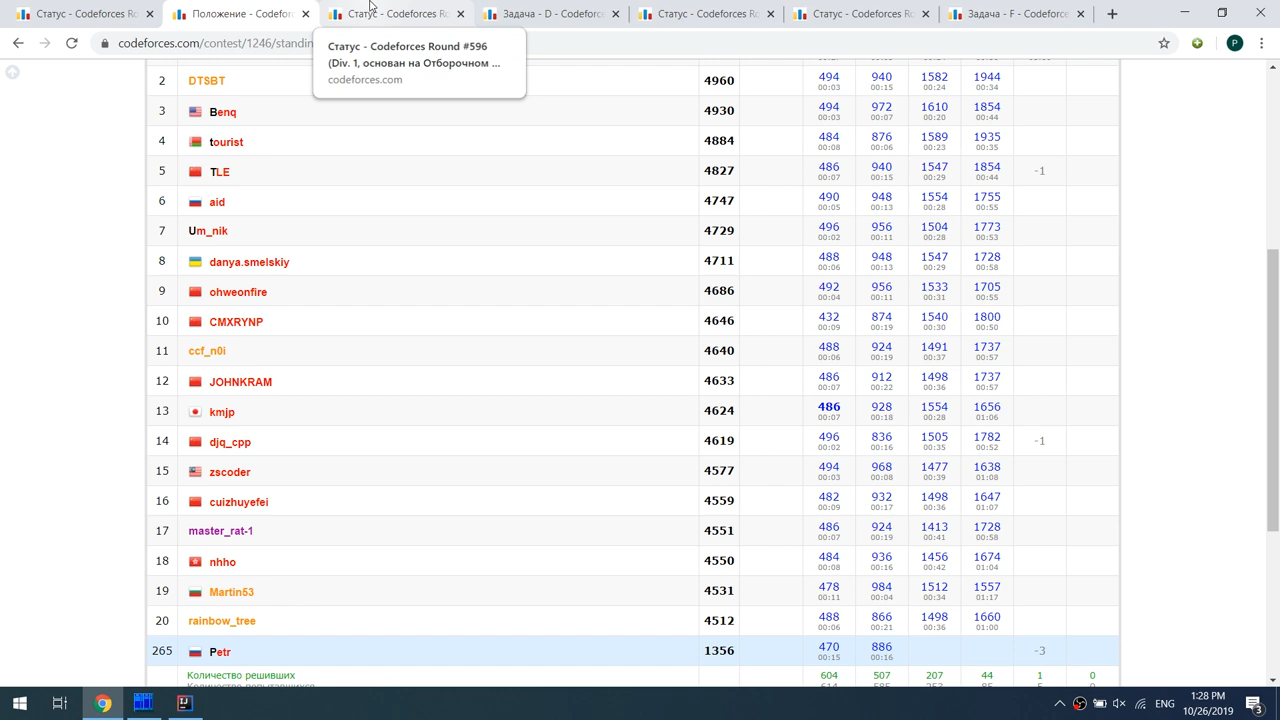 Статус - Codeforces Ro
Положение - Codeforces
Статус - Codeforces Ro
Задача - D - Codeforces
Статус - Codeforces Ro
Статус - Codeforces Ro
Задача - F - Codeforces
codeforces.com/contest/1246/standin
P
Статус - Codeforces Round #596
(Div. 1, основан на Отборочном ...
codeforces.com
2 DTSBT 4960 494 940 1582 1944
00:03 00:15 00:24 00:34
3 Benq 4930 494 972 1610 1854
00:03 00:07 00:20 00:44
4 tourist 4884 484 876 1589 1935
00:08 00:06 00:23 00:35
5 TLE 4827 486 940 1547 1854 -1
00:07 00:15 00:29 00:44
6 aid 4747 490 948 1554 1755
00:05 00:13 00:28 00:55
7 Um_nik 4729 496 956 1504 1773
00:02 00:11 00:28 00:53
8 danya.smelskiy 4711 488 948 1547 1728
00:06 00:13 00:29 00:58
9 ohweonfire 4686 492 956 1533 1705
00:04 00:11 00:31 00:55
10 CMXRYNP 4646 432 874 1540 1800
00:09 00:19 00:30 00:50
11 ccf_n0i 4640 488 924 1491 1737
00:06 00:19 00:37 00:57
12 JOHNKRAM 4633 486 912 1498 1737
00:07 00:22 00:36 00:57
13 kmjp 4624 486 928 1554 1656
00:07 00:18 00:28 01:06
14 djq_cpp 4619 496 836 1505 1782 -1
00:02 00:16 00:35 00:52
15 zscoder 4577 494 968 1477 1638
00:03 00:08 00:39 01:08
16 cuizhuyefei 4559 482 932 1498 1647
00:09 00:17 00:36 01:07
17 master_rat-1 4551 486 924 1413 1728
00:07 00:19 00:41 00:58
18 nhho 4550 484 936 1456 1674
00:08 00:16 00:42 01:04
19 Martin53 4531 478 984 1512 1557
00:11 00:04 00:34 01:17
20 rainbow_tree 4512 488 866 1498 1660
00:06 00:21 00:36 01:00
265 Petr 1356 470 886 -3
00:15 00:16
Количество решивших 604 507 207 44 1 0
ENG
1:28 PM
10/26/2019
3